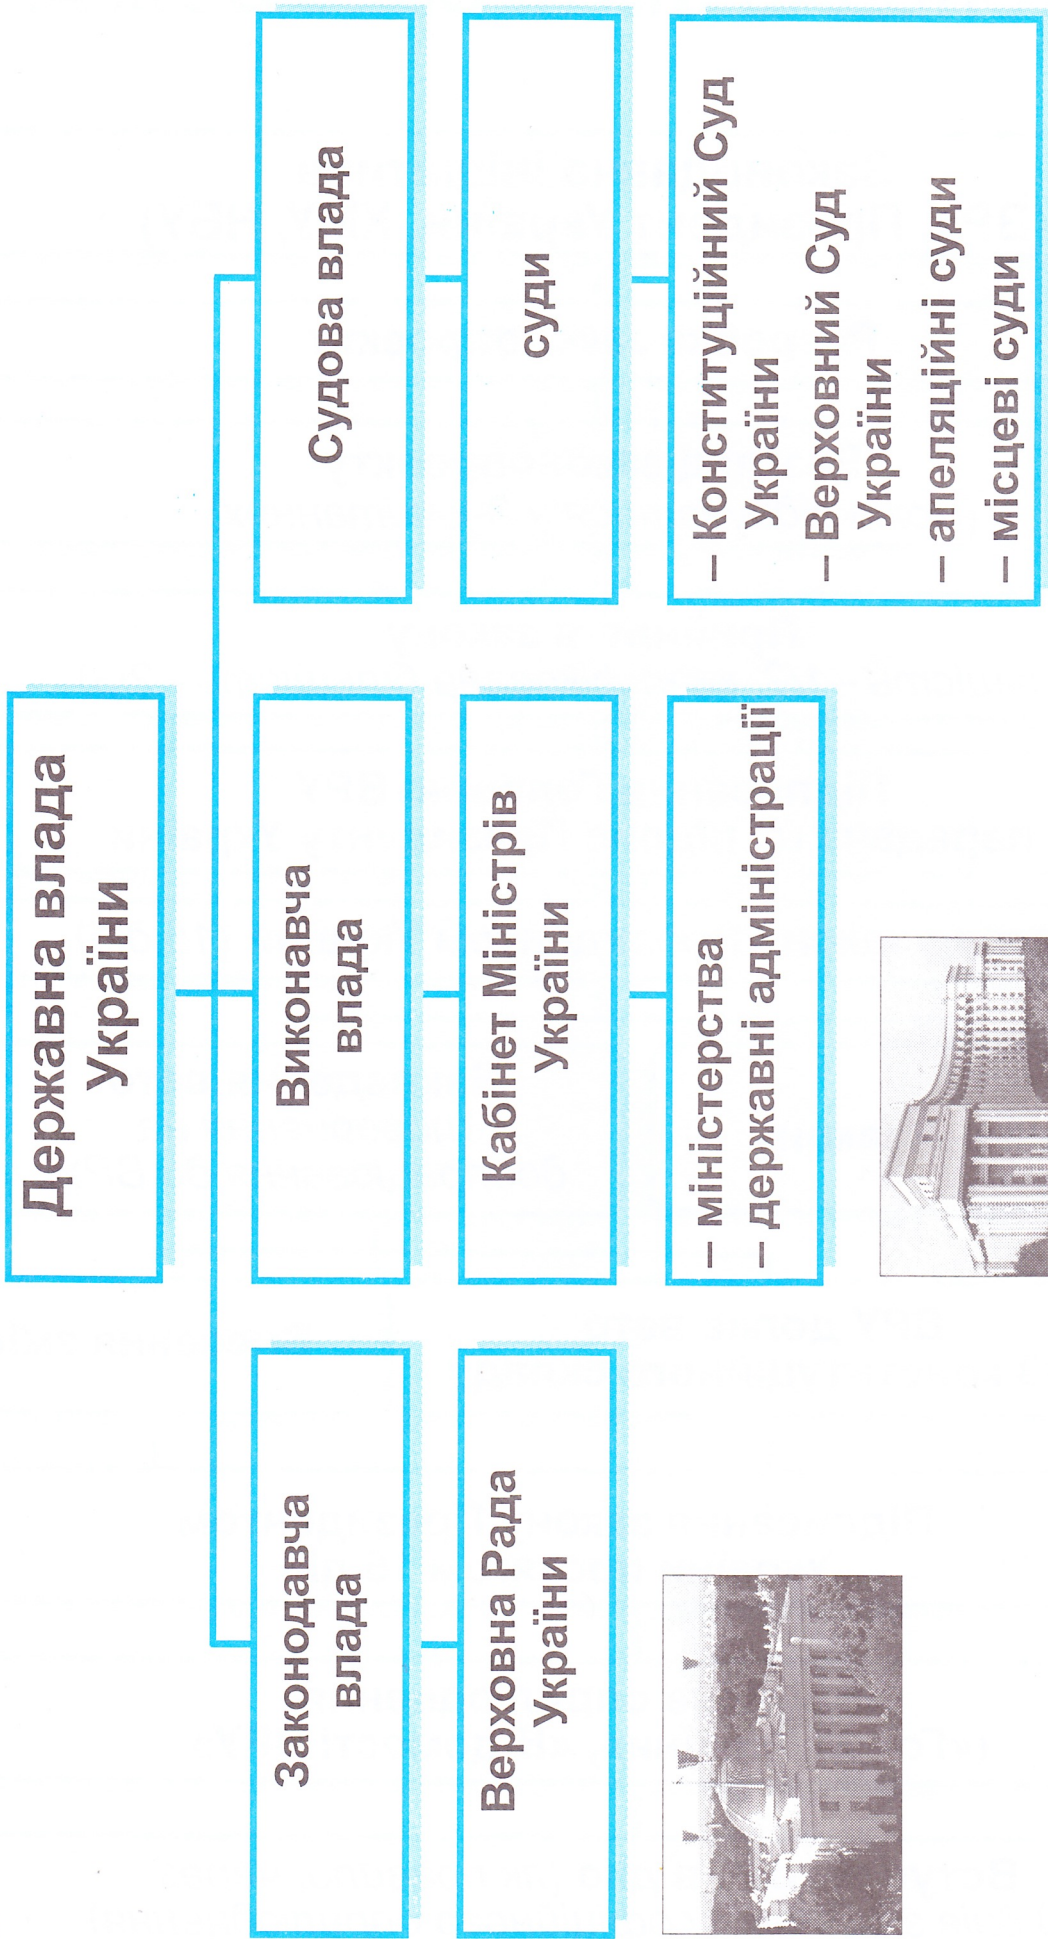 Державна влада
України
Законодавча
влада
Верховна Рада
України
Виконавча
влада
Кабінет Міністрів
України
– міністерства
– державні адміністрації
Судова влада
суди
– Конституційний Суд
України
– Верховний Суд
України
– апеляційні суди
– місцеві суди